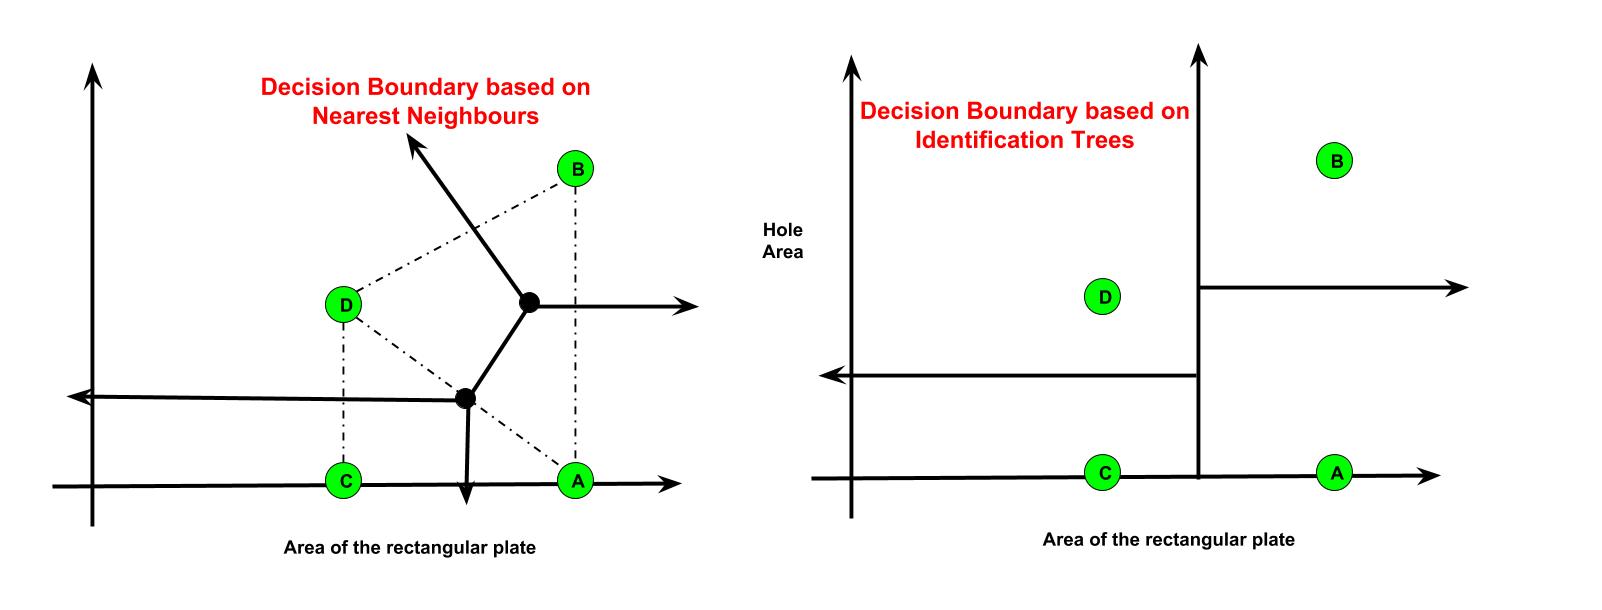 Decision Boundary based on
Nearest Neighbours
B
D
C
A
Area of the rectangular plate
Decision Boundary based on
Identification Trees
B
Hole
Area
D
C
A
Area of the rectangular plate